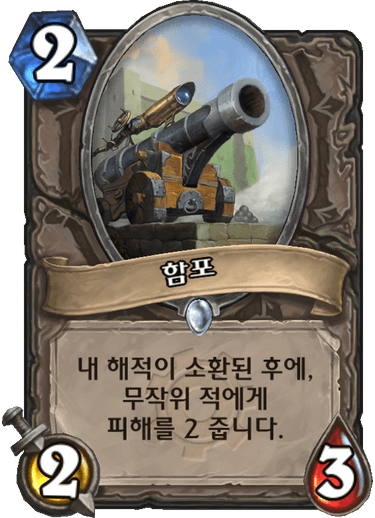 2
함포
내 해적이 소환된 후에,
무작위 적에게
피해를 2 줍니다.
2
3